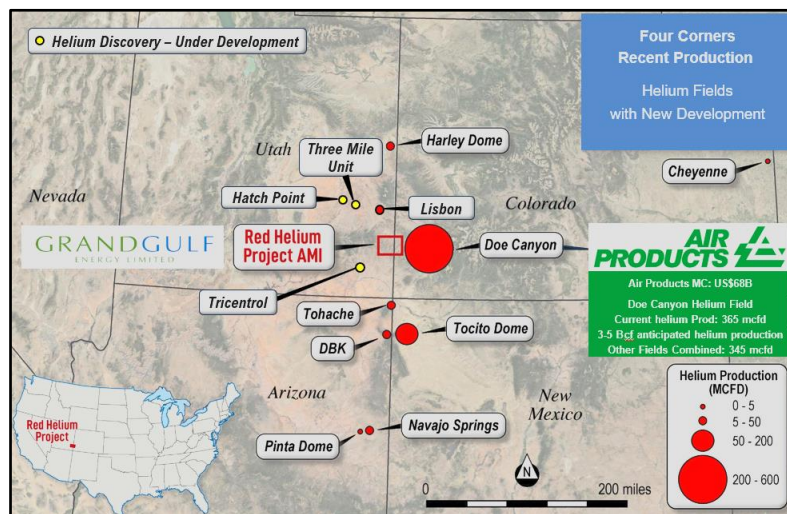 Helium Discovery – Under Development
Four Corners
Recent Production
Helium Fields
with New Development
Utah
Three Mile
Unit
Harley Dome
Cheyenne
Nevada
Hatch Point
Lisbon
Colorado
GRANDGULF
ENERGY LIMITED
Red Helium
Project AMI
Doe Canyon
AIR
PRODUCTS
Air Products MC: US$68B
Doe Canyon Helium Field
Current helium Prod: 365 mcfd
3-5 Bcf anticipated helium production
Other Fields Combined: 345 mcfd
Tricentrol
Tohache
DBK
Tocito Dome
Arizona
New
Mexico
Helium Production
(MCFD)
0 - 5
5 - 50
50 - 200
200 - 600
Red Helium
Project
Pinta Dome
Navajo Springs
N
0
200 miles